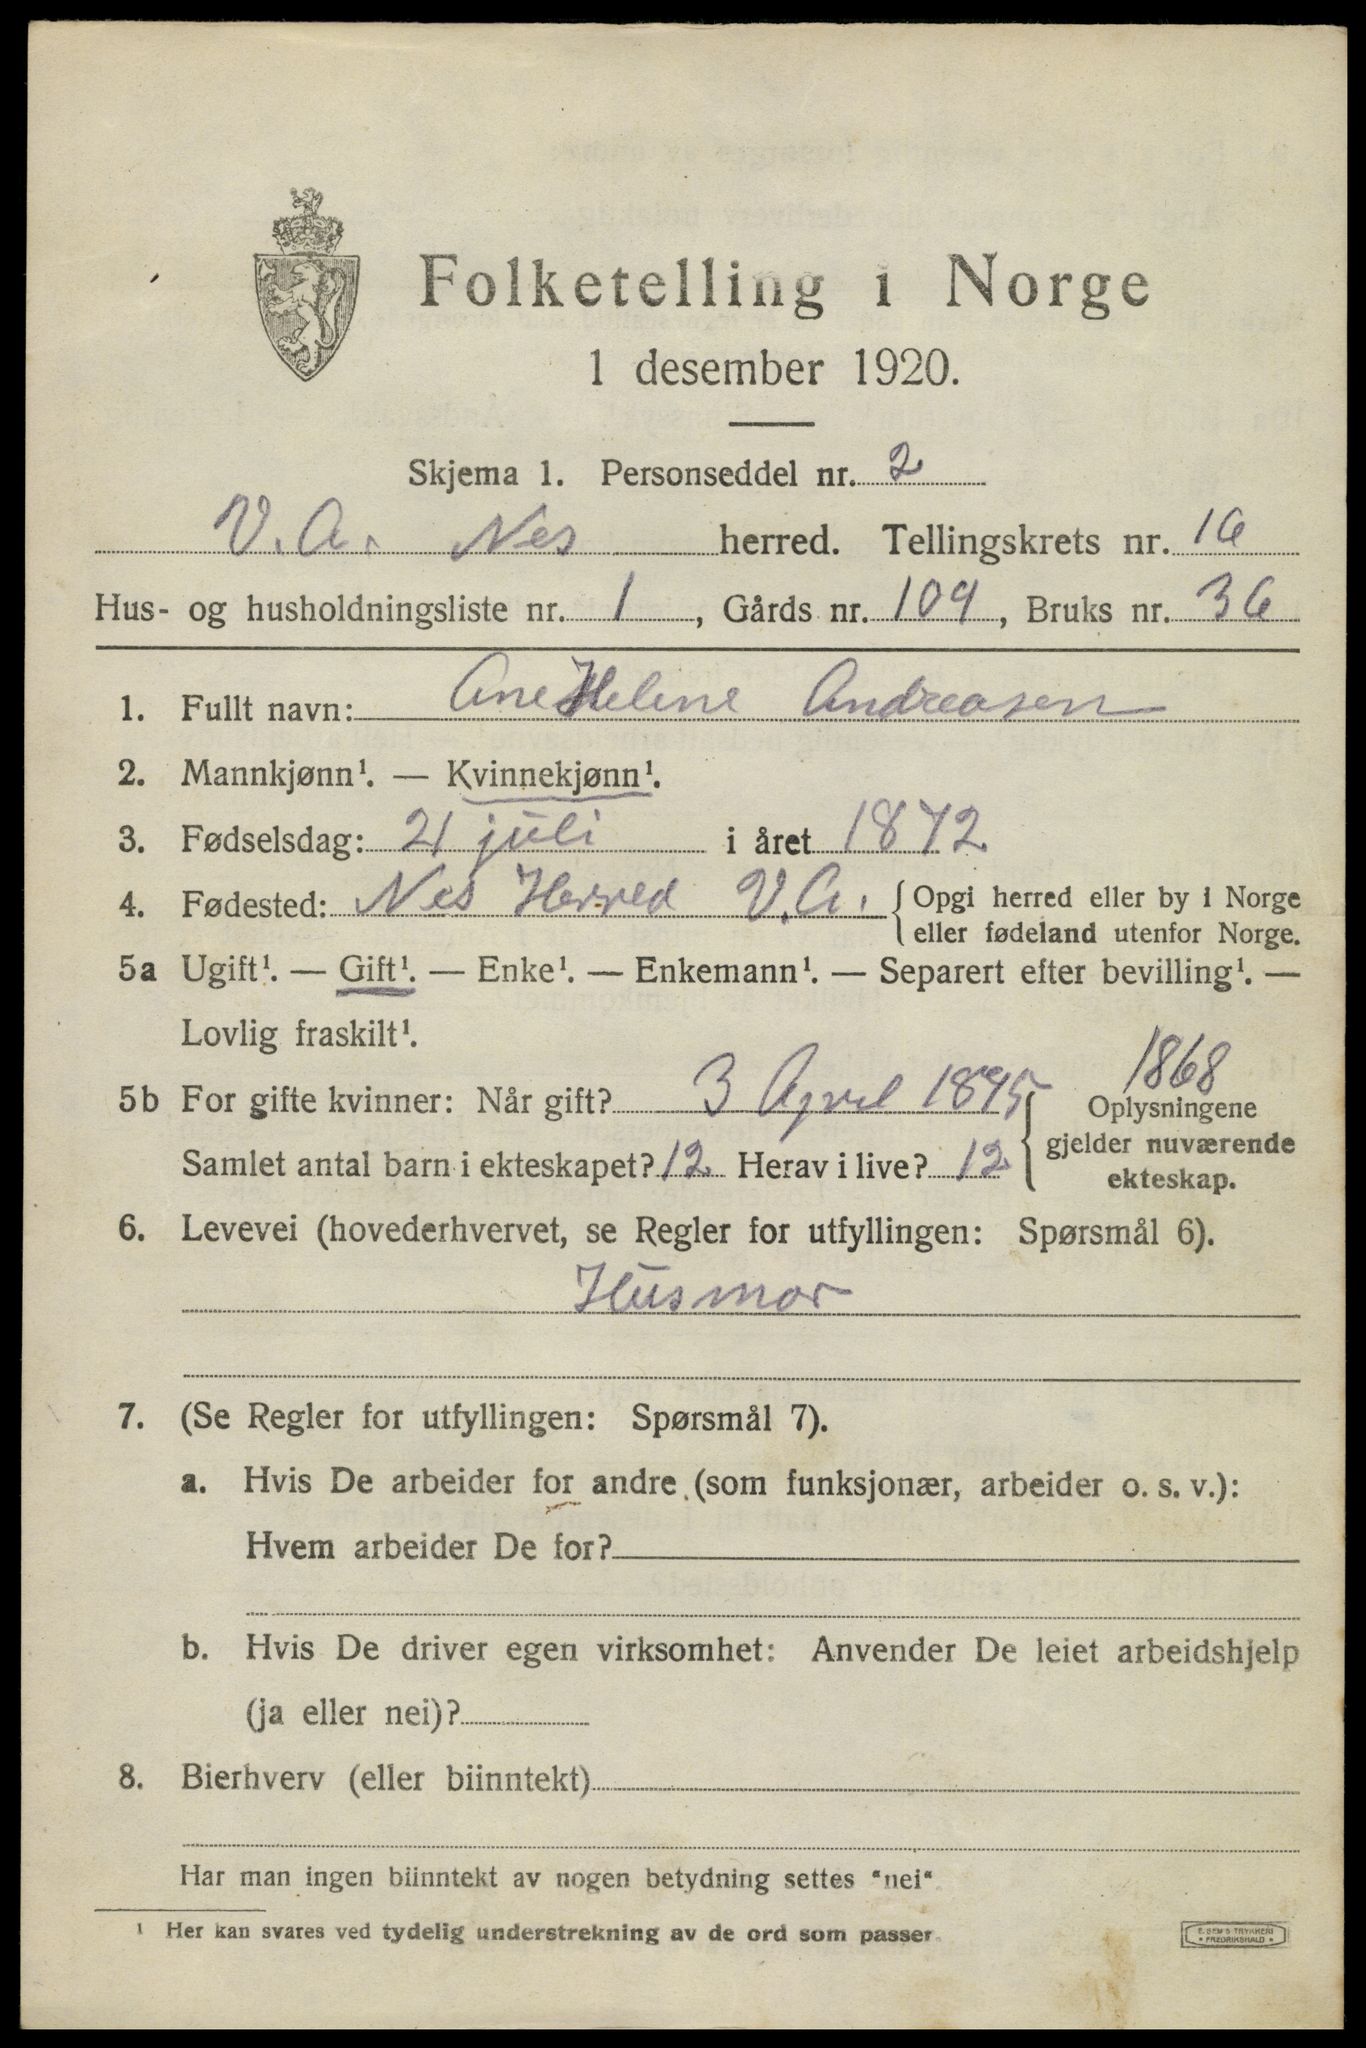 Folketelling i Norge
1 desember 1920.
Skjema 1. Personseddel nr. 2
V. A. Nes herred. Tellingskrets nr. 16
Hus- og husholdningsliste nr. 1, Gårds nr. 109, Bruks nr. 36
1. Fullt navn: Ane Helene Andreasen
2. Mannkjønn¹. — Kvinnekjønn¹.
3. Fødselsdag: 21 juli i året 1872
4. Fødested: Nes Herred V. A. { Opgi herred eller by i Norge
eller fødeland utenfor Norge.
5a Ugift¹. — Gift¹. — Enke¹. — Enkemann¹. — Separert efter bevilling¹. —
Lovlig fraskilt¹.
1868
5b For gifte kvinner: Når gift? 3 April 1895 { Oplysningene
gjelder nuværende
Samlet antal barn i ekteskapet? 12 Herav i live? 12
ekteskap.
6. Levevei (hovederhvervet, se Regler for utfyllingen: Spørsmål 6).
Husmor
7. (Se Regler for utfyllingen: Spørsmål 7).
a. Hvis De arbeider for andre (som funksjonær, arbeider o. s. v.):
Hvem arbeider De for?
b. Hvis De driver egen virksomhet: Anvender De leiet arbeidshjelp
(ja eller nei)?
8. Bierhverv (eller biinntekt)
Har man ingen biinntekt av nogen betydning settes "nei"
¹ Her kan svares ved tydelig understrekning av de ord som passer.
E. SEM'S TRYKKERI
FREDRIKSHALD